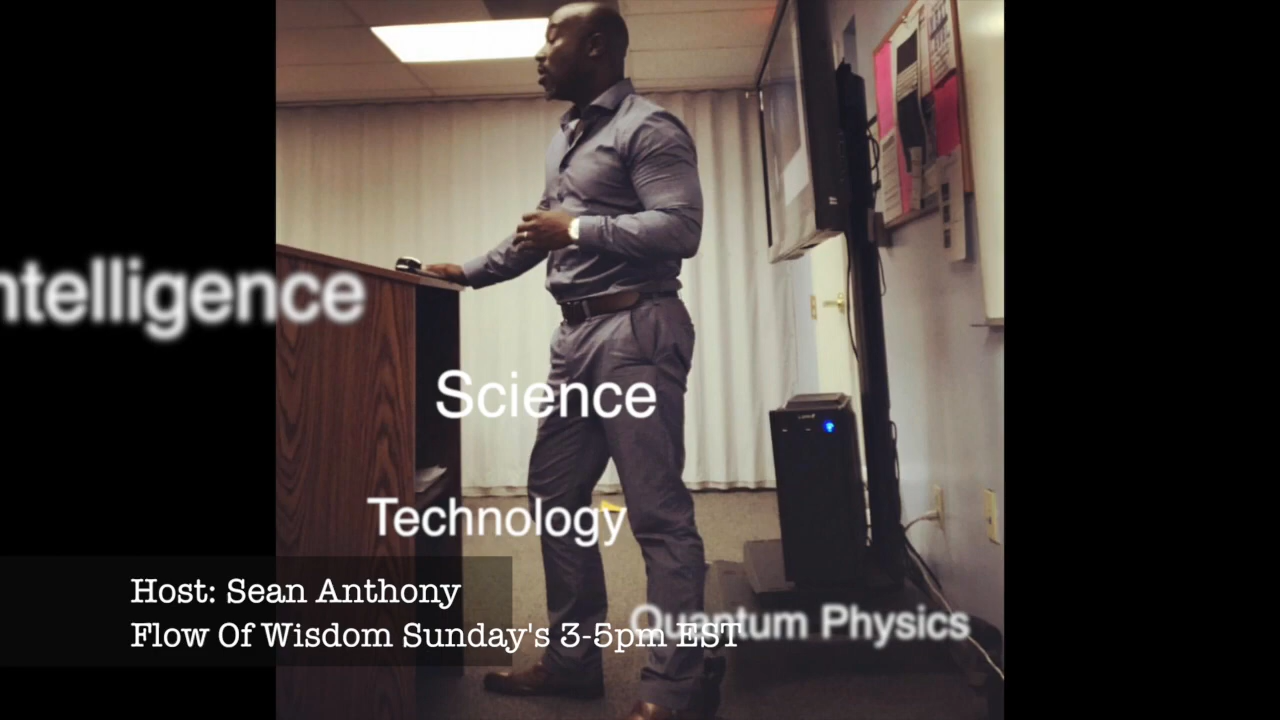 ntelligence
Science
Technology
Host: Sean Anthony
Quantum Physics
Flow Of Wisdom Sunday's 3-5pm EST